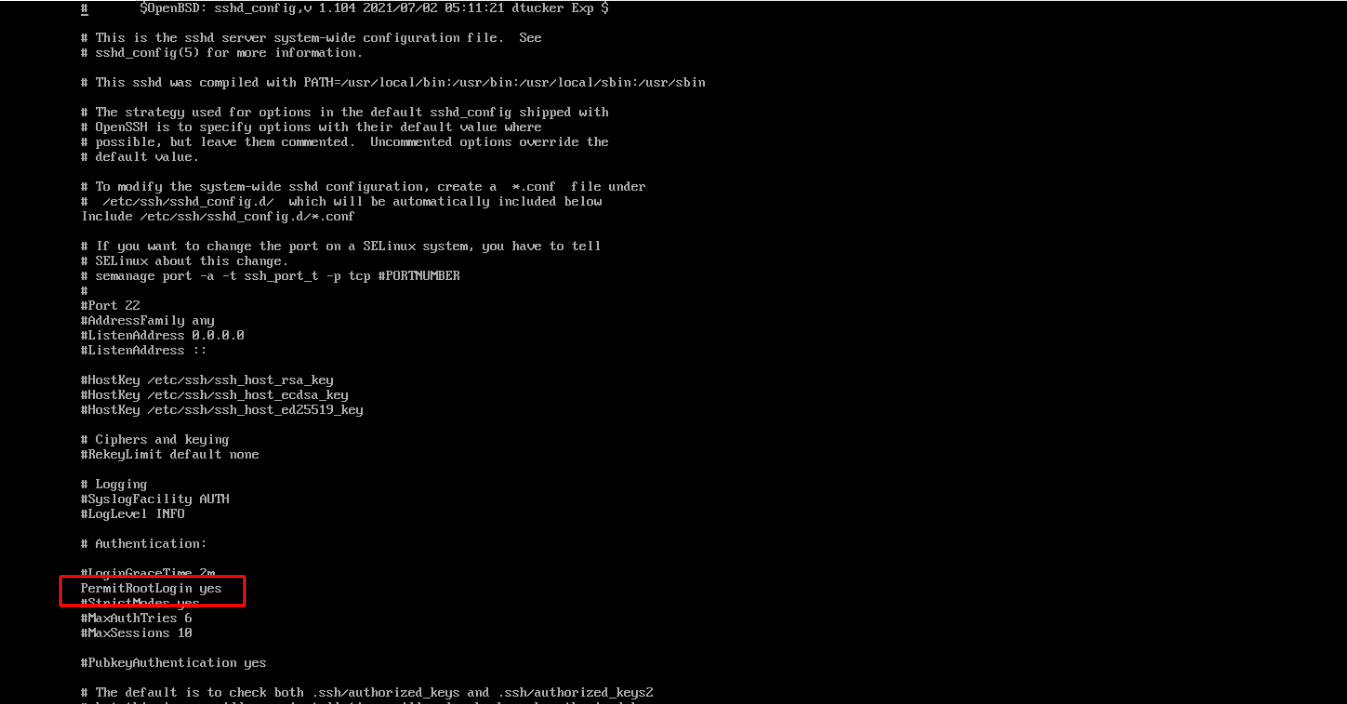 #       $OpenBSD: sshd_config,v 1.104 2021/07/02 05:11:21 dtucker Exp $
# This is the sshd server system-wide configuration file.  See
# sshd_config(5) for more information.
# This sshd was compiled with PATH=/usr/local/bin:/usr/bin:/usr/local/sbin:/usr/sbin
# The strategy used for options in the default sshd_config shipped with
# OpenSSH is to specify options with their default value where
# possible, but leave them commented.  Uncommented options override the
# default value.
# To modify the system-wide sshd configuration, create a  *.conf  file under
#  /etc/ssh/sshd_config.d/  which will be automatically included below
Include /etc/ssh/sshd_config.d/*.conf
# If you want to change the port on a SELinux system, you have to tell
# SELinux about this change.
# semanage port -a -t ssh_port_t -p tcp #PORTNUMBER
#
#Port 22
#AddressFamily any
#ListenAddress 0.0.0.0
#ListenAddress ::
#HostKey /etc/ssh/ssh_host_rsa_key
#HostKey /etc/ssh/ssh_host_ecdsa_key
#HostKey /etc/ssh/ssh_host_ed25519_key
# Ciphers and keying
#RekeyLimit default none
# Logging
#SyslogFacility AUTH
#LogLevel INFO
# Authentication:
#LoginGraceTime 2m
PermitRootLogin yes
#StrictModes yes
#MaxAuthTries 6
#MaxSessions 10
#PubkeyAuthentication yes
# The default is to check both .ssh/authorized_keys and .ssh/authorized_keys2